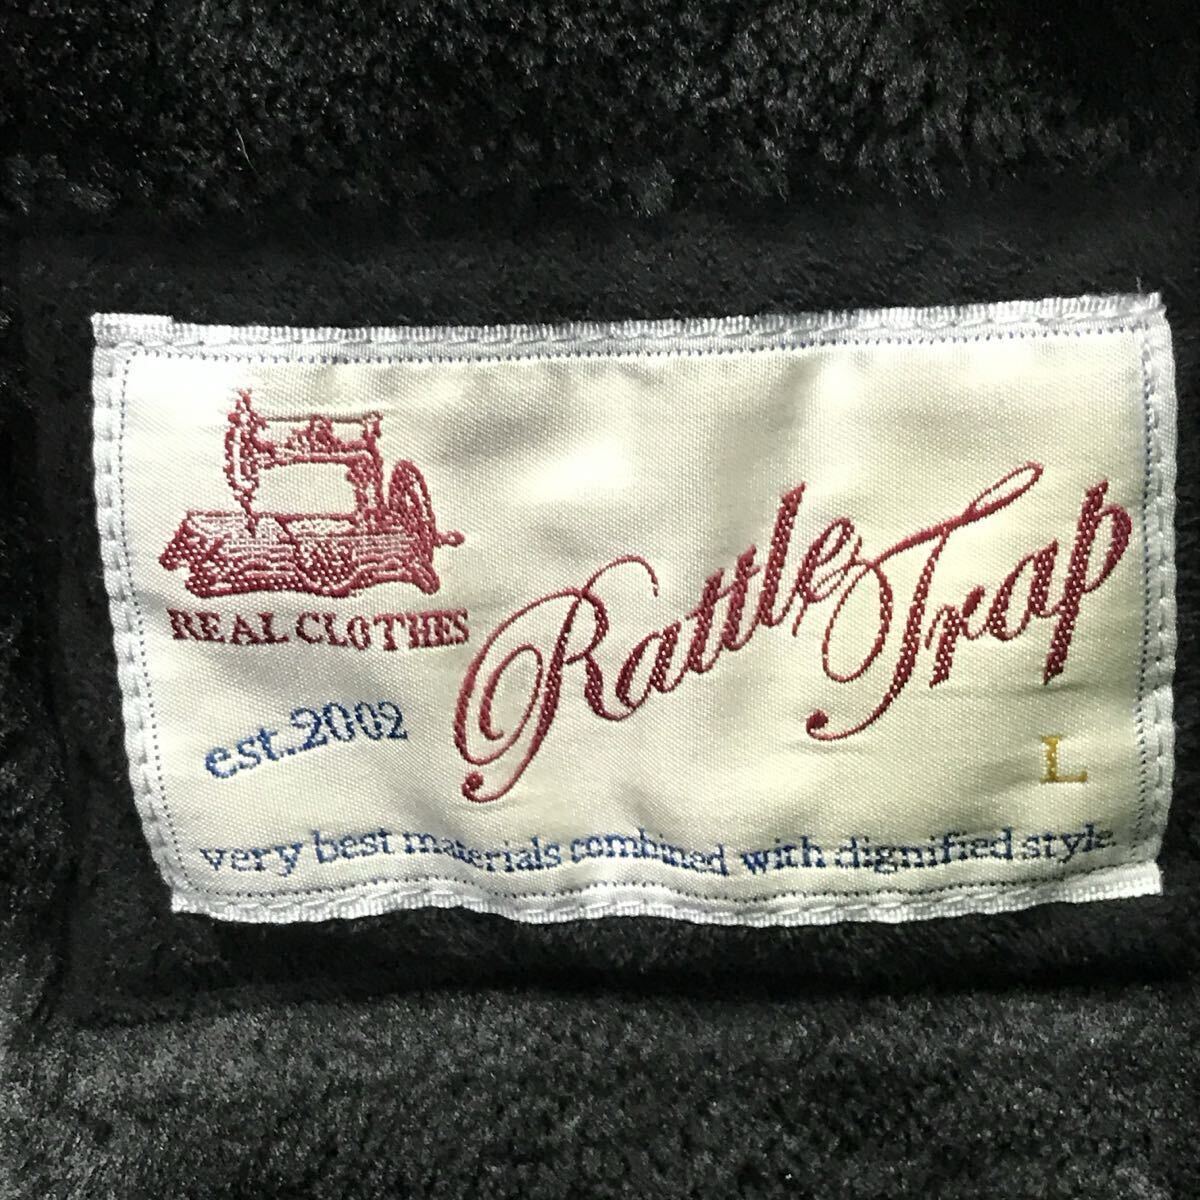 REAL CLOTHES
Rattle Trap
est.2002
L
very best materials combined with dignified style.